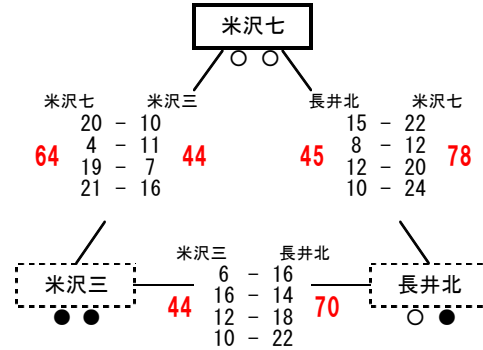 米沢七
○ ○
米沢七 米沢三
20 - 10
4 - 11
64 44
19 - 7
21 - 16
長井北 米沢七
15 - 22
8 - 12
45 78
12 - 20
10 - 24
米沢三
● ●
米沢三 長井北
6 - 16
16 - 14
44 70
12 - 18
10 - 22
長井北
○ ●